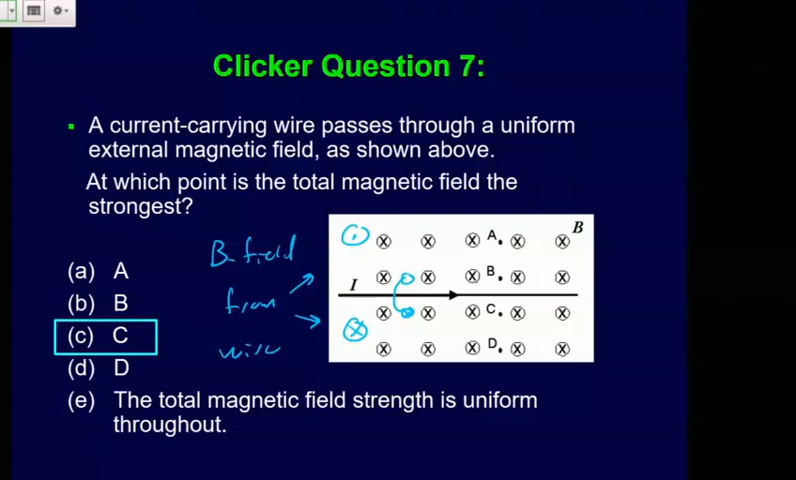 Clicker Question 7:
A current-carrying wire passes through a uniform
external magnetic field, as shown above.
At which point is the total magnetic field the
strongest?
(a) A
(b) B
(c) C
(d) D
(e) The total magnetic field strength is uniform
throughout.
B-field
from
wire
B
A
B
I
C
D